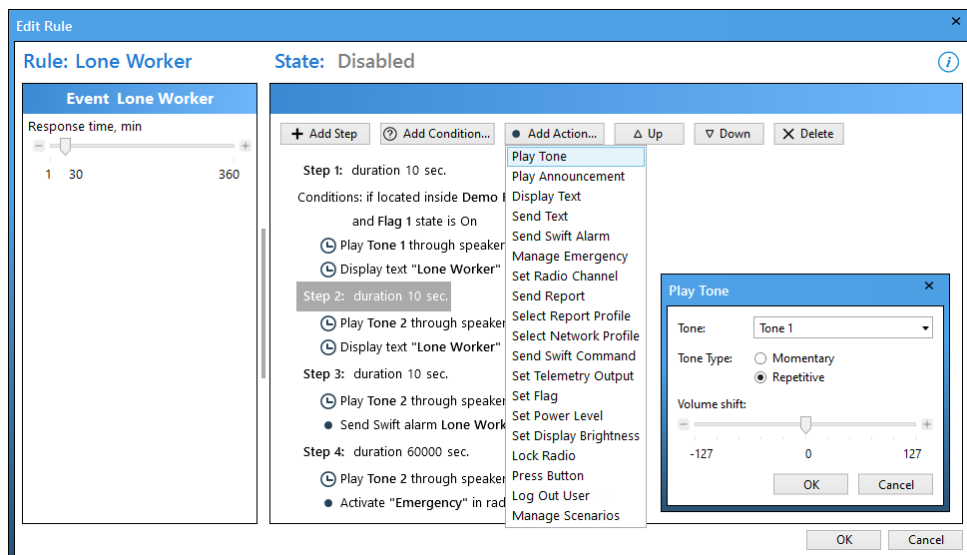 Edit Rule
Rule: Lone Worker
State: Disabled
Event Lone Worker
Response time, min
1 30 360
Add Step
Add Condition...
Add Action...
Up
Down
Delete
Step 1: duration 10 sec.
Conditions: if located inside Demo
and Flag 1 state is On
Play Tone 1 through speaker
Display text "Lone Worker"
Step 2: duration 10 sec.
Play Tone 2 through speaker
Display text "Lone Worker"
Step 3: duration 10 sec.
Play Tone 2 through speaker
Send Swift alarm Lone Work
Step 4: duration 60000 sec.
Play Tone 2 through speaker
Activate "Emergency" in rad
Play Tone
Play Announcement
Display Text
Send Text
Send Swift Alarm
Manage Emergency
Set Radio Channel
Send Report
Select Report Profile
Select Network Profile
Send Swift Command
Set Telemetry Output
Set Flag
Set Power Level
Set Display Brightness
Lock Radio
Press Button
Log Out User
Manage Scenarios
Play Tone
Tone: Tone 1
Tone Type: Momentary
Repetitive
Volume shift:
-127 0 127
OK Cancel
OK Cancel